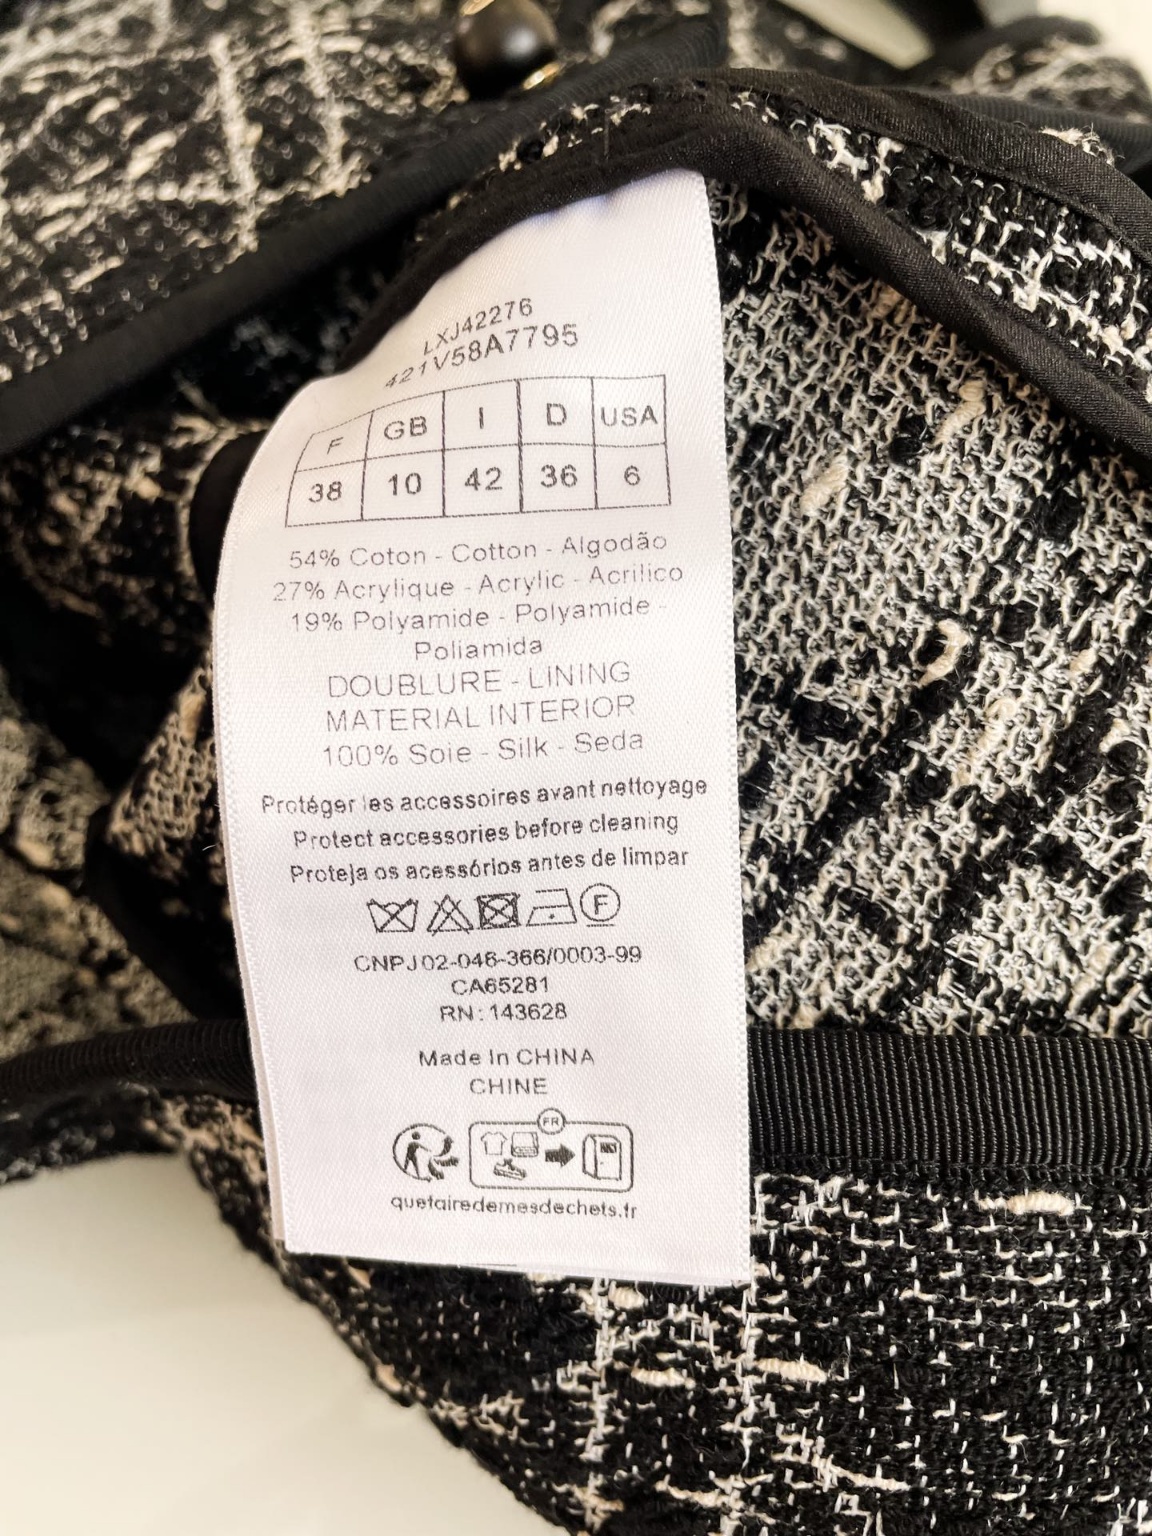 LXJ42276
421V58A7795
F GB I D USA
38 10 42 36 6
54% Coton - Cotton - Algodão
27% Acrylique - Acrylic - Acrilico
19% Polyamide - Polyamide -
Poliamida
DOUBLURE - LINING
MATERIAL INTERIOR
100% Soie - Silk - Seda
Protéger les accessoires avant nettoyage
Protect accessories before cleaning
Proteja os acessórios antes de limpar
F
CNPJ 02-046-366/0003-99
CA65281
RN: 143628
Made In CHINA
CHINE
FR
quefairedemesdechets.fr